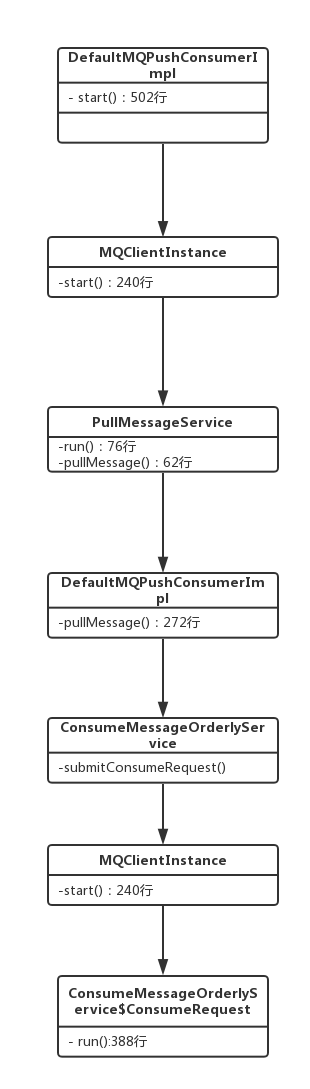 DefaultMQPushConsumerI
mpl
- start()：502行
MQClientInstance
-start()：240行
PullMessageService
-run()：76行
-pullMessage()：62行
DefaultMQPushConsumerIm
pl
-pullMessage()：272行
ConsumeMessageOrderlySer
vice
-submitConsumeRequest()
MQClientInstance
-start()：240行
ConsumeMessageOrderlyS
ervice$ConsumeRequest
- run():388行